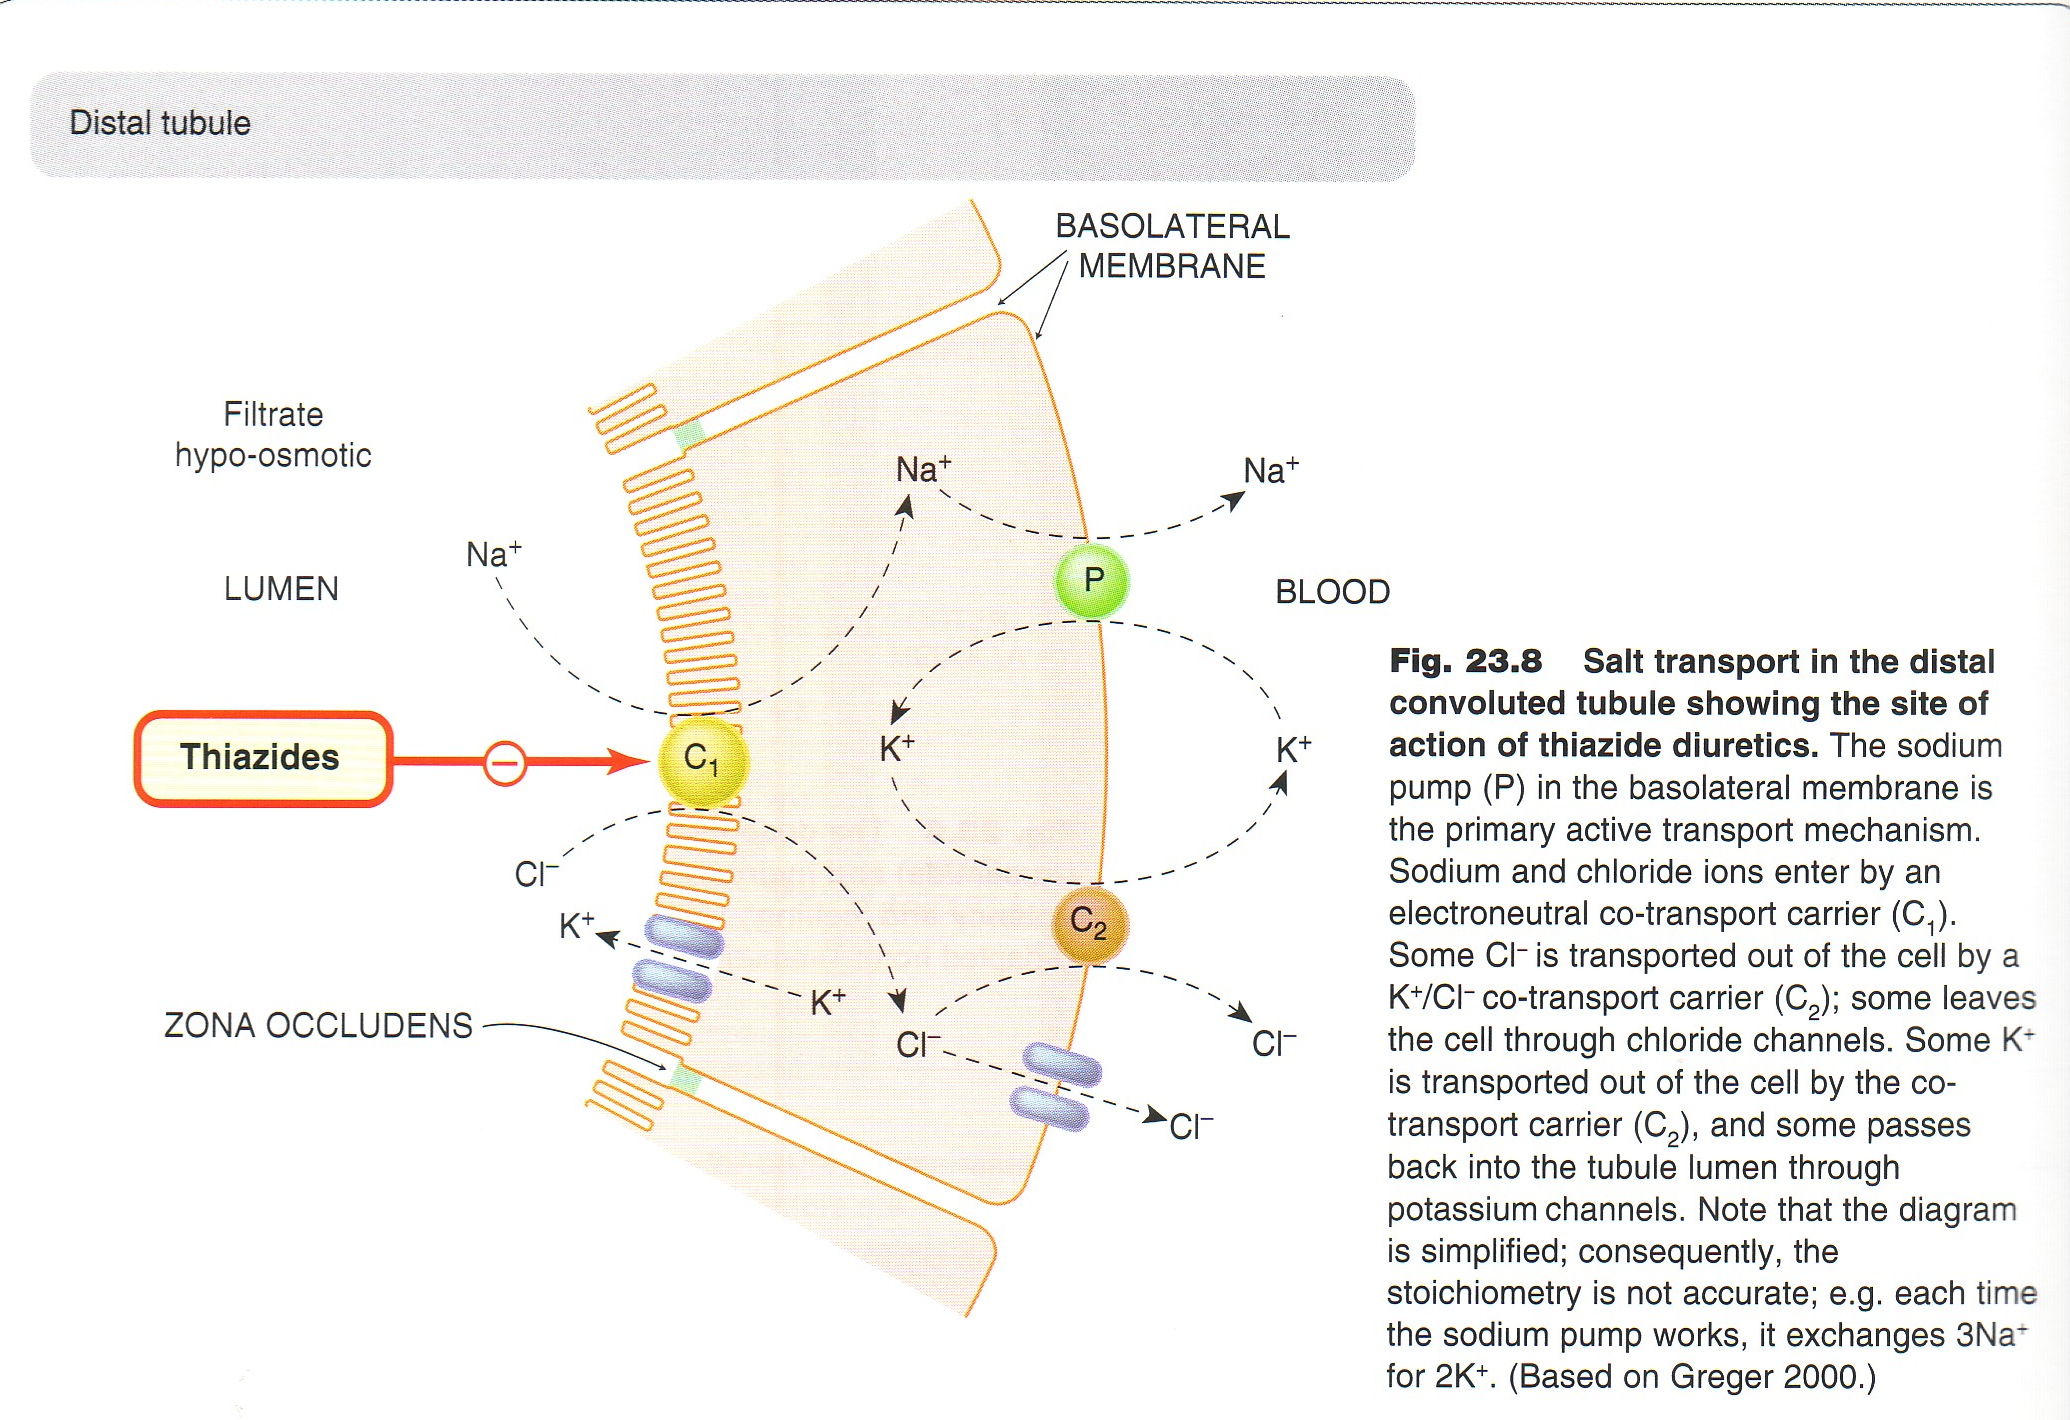 Distal tubule
BASOLATERAL
MEMBRANE
Filtrate
hypo-osmotic
Na⁺
Na⁺
Na⁺
LUMEN
P
BLOOD
Thiazides
−
C₁
K⁺
K⁺
Cl⁻
K⁺
C₂
K⁺
ZONA OCCLUDENS
Cl⁻
Cl⁻
Cl⁻
Fig. 23.8 Salt transport in the distal
convoluted tubule showing the site of
action of thiazide diuretics. The sodium
pump (P) in the basolateral membrane is
the primary active transport mechanism.
Sodium and chloride ions enter by an
electroneutral co-transport carrier (C₁).
Some Cl⁻ is transported out of the cell by a
K⁺/Cl⁻ co-transport carrier (C₂); some leaves
the cell through chloride channels. Some K⁺
is transported out of the cell by the co-
transport carrier (C₂), and some passes
back into the tubule lumen through
potassium channels. Note that the diagram
is simplified; consequently, the
stoichiometry is not accurate; e.g. each time
the sodium pump works, it exchanges 3Na⁺
for 2K⁺. (Based on Greger 2000.)